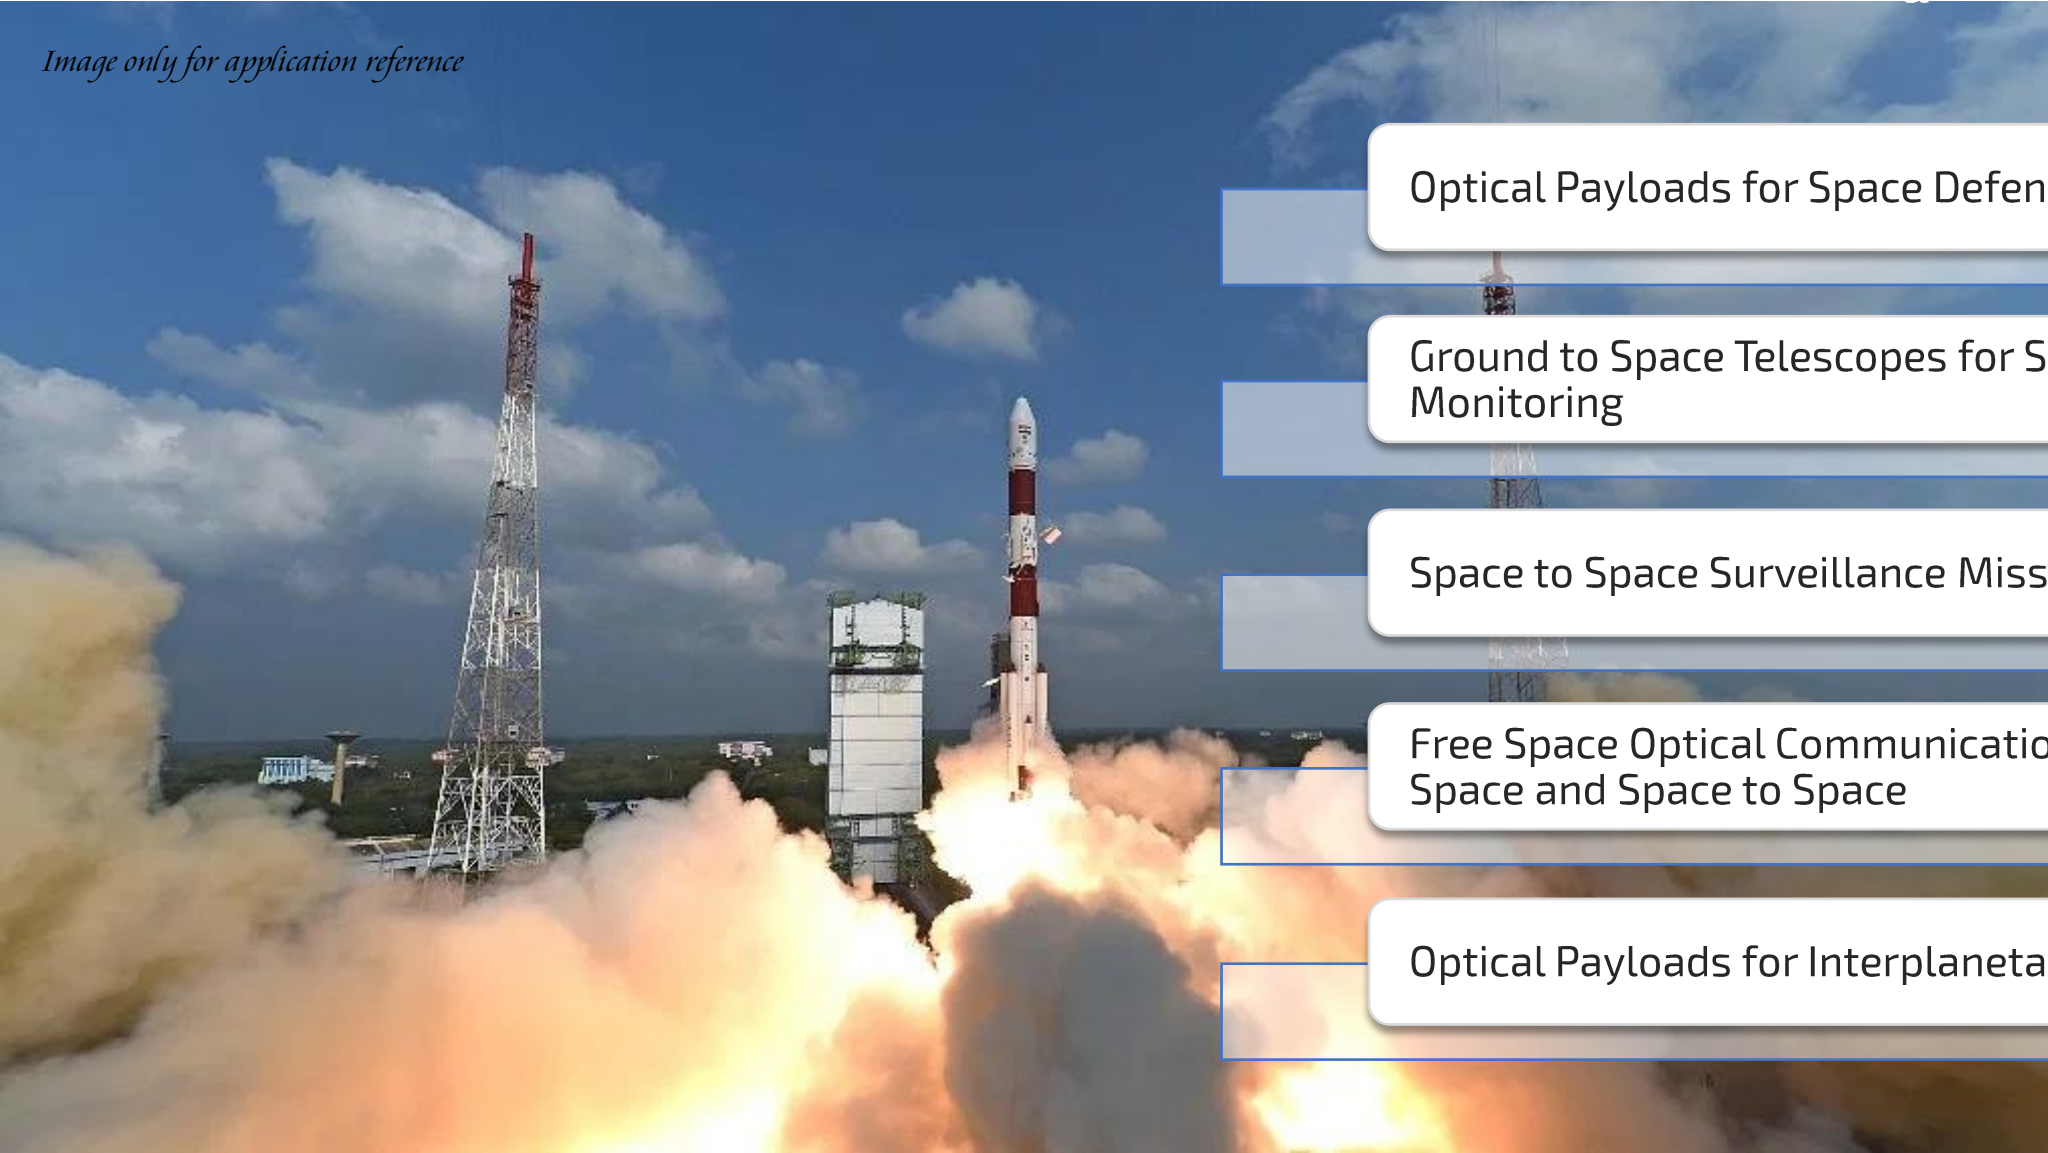 Image only for application reference
Optical Payloads for Space Defen
Ground to Space Telescopes for S
Monitoring
Space to Space Surveillance Miss
Free Space Optical Communicatio
Space and Space to Space
Optical Payloads for Interplaneta